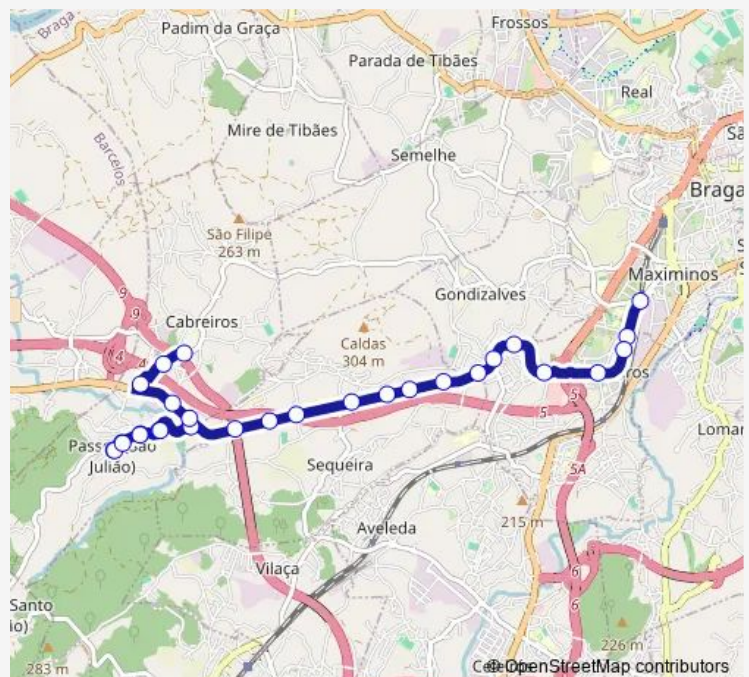 Braga
Padim da Graça
Frossos
Parada de Tibães
Real
Mire de Tibães
Semelhe
Barcelos
Braga
São Filipe
263 m
Maximinos
Gondizalves
9
9
Cabreiros
Caldas
304 m
4
4
5
5
5A
Julião)
Sequeira
215 m
Aveleda
Vilaça
6
6
Santo
226 m
283 m
© OpenStreetMap contributors